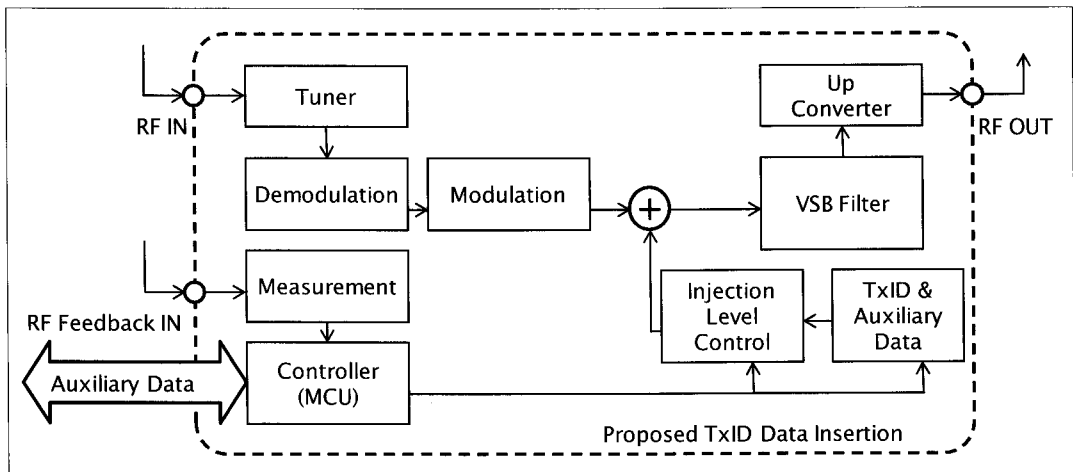 Tuner
Up
Converter
RF IN
RF OUT
Demodulation
Modulation
+
VSB Filter
Measurement
Injection
Level
Control
TxID &
Auxiliary
Data
RF Feedback IN
Auxiliary Data
Controller
(MCU)
Proposed TxID Data Insertion